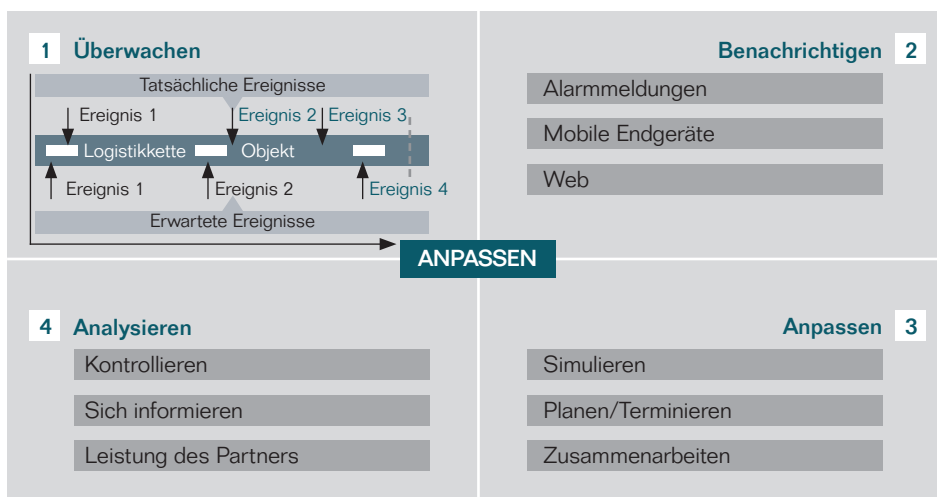 1 Überwachen
Tatsächliche Ereignisse
Ereignis 1 Ereignis 2 Ereignis 3
Logistikkette Objekt
Ereignis 1 Ereignis 2 Ereignis 4
Erwartete Ereignisse
Benachrichtigen 2
Alarmmeldungen
Mobile Endgeräte
Web
ANPASSEN
4 Analysieren
Kontrollieren
Sich informieren
Leistung des Partners
Anpassen 3
Simulieren
Planen/Terminieren
Zusammenarbeiten